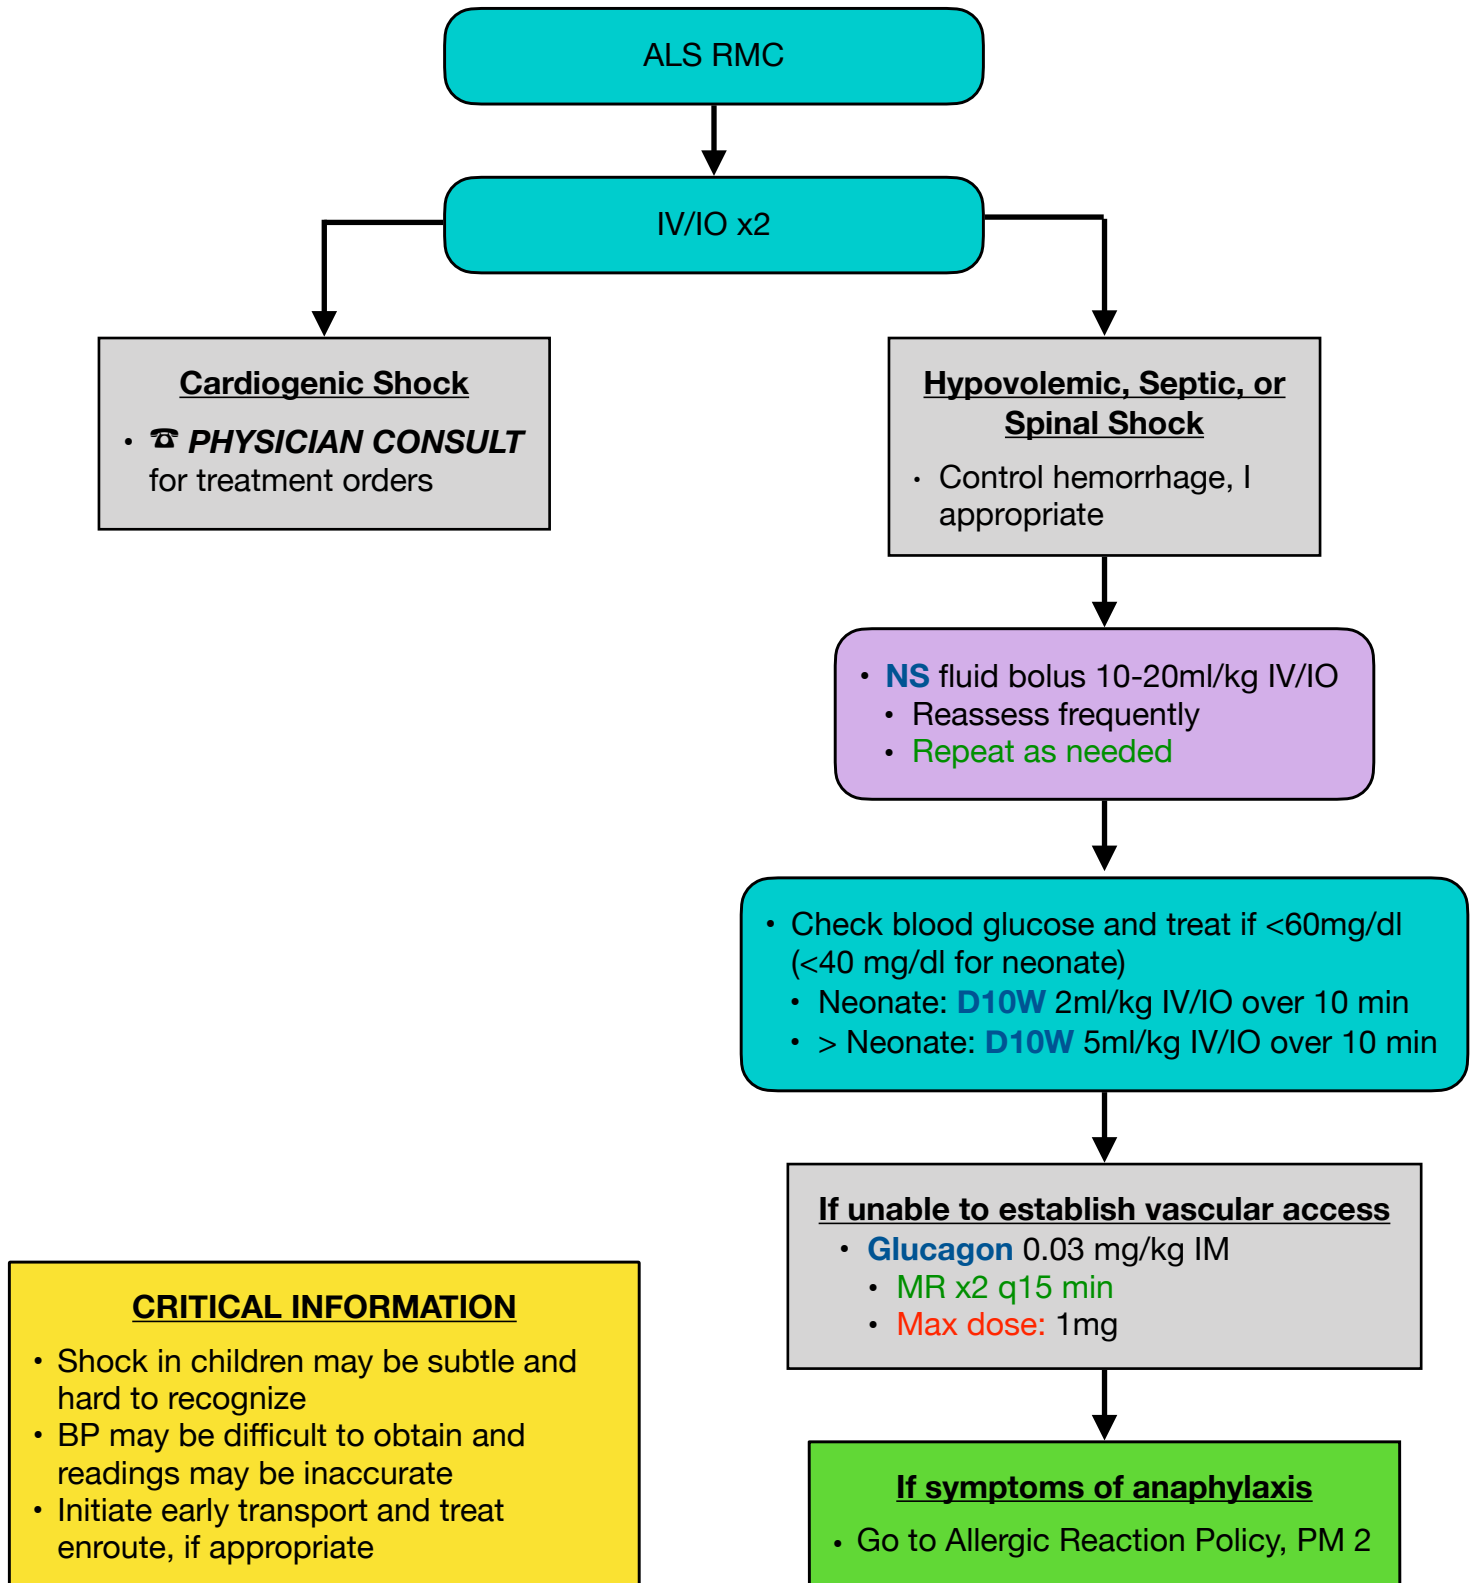 ALS RMC
IV/IO x2
Cardiogenic Shock
• ☎ PHYSICIAN CONSULT
for treatment orders
Hypovolemic, Septic, or
Spinal Shock
• Control hemorrhage, I
appropriate
• NS fluid bolus 10-20ml/kg IV/IO
• Reassess frequently
• Repeat as needed
• Check blood glucose and treat if <60mg/dl
(<40 mg/dl for neonate)
• Neonate: D10W 2ml/kg IV/IO over 10 min
• > Neonate: D10W 5ml/kg IV/IO over 10 min
If unable to establish vascular access
• Glucagon 0.03 mg/kg IM
• MR x2 q15 min
• Max dose: 1mg
If symptoms of anaphylaxis
• Go to Allergic Reaction Policy, PM 2
CRITICAL INFORMATION
• Shock in children may be subtle and
hard to recognize
• BP may be difficult to obtain and
readings may be inaccurate
• Initiate early transport and treat
enroute, if appropriate